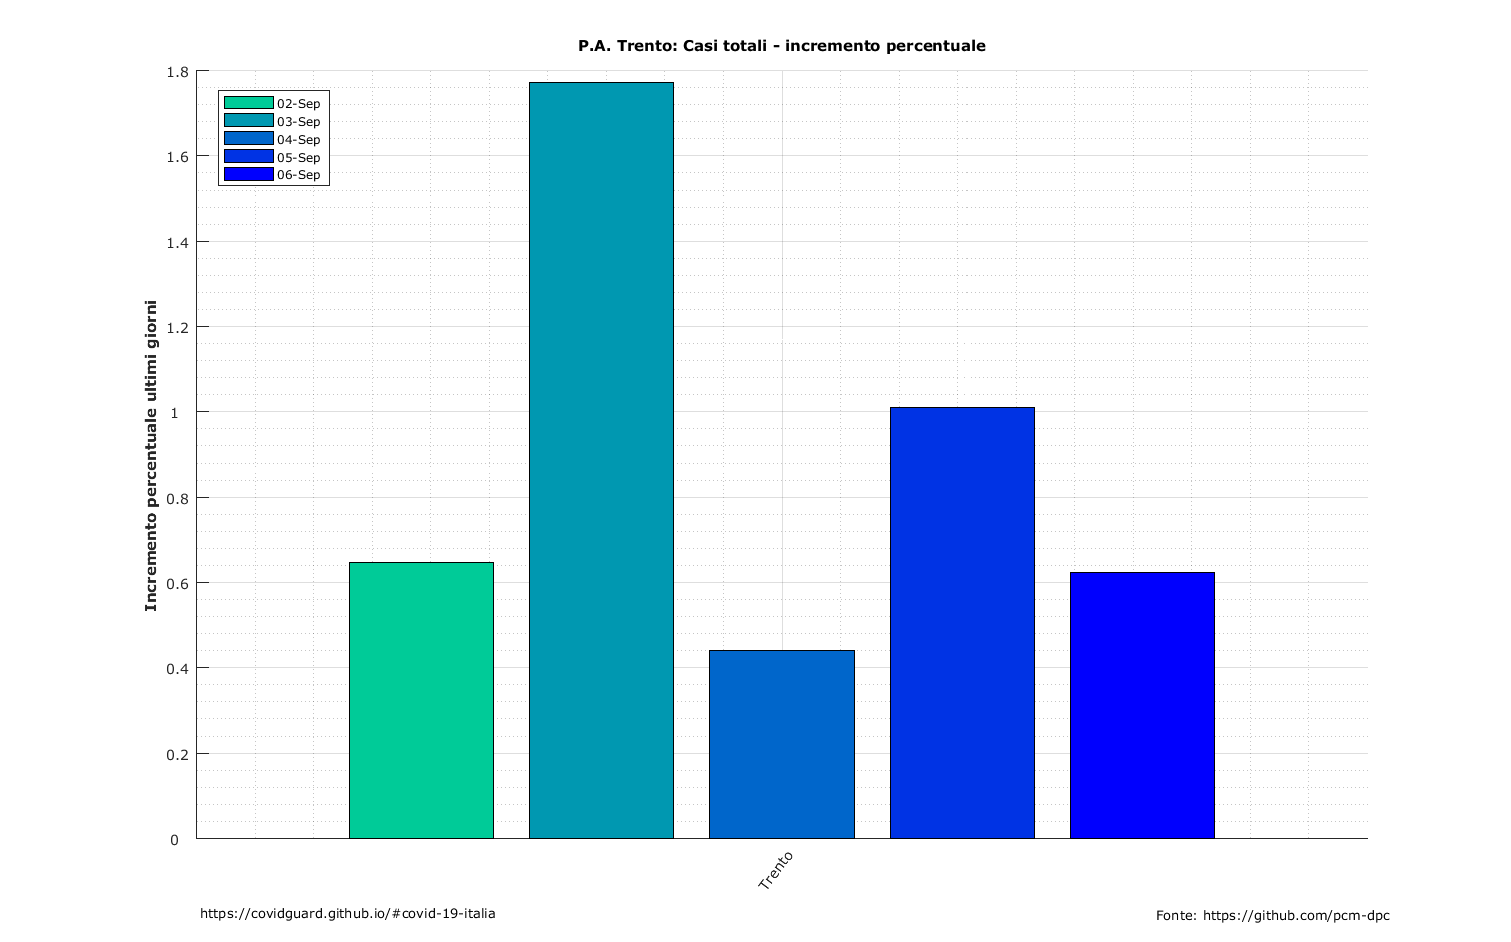 P.A. Trento: Casi totali - incremento percentuale
Incremento percentuale ultimi giorni
1.8
1.6
1.4
1.2
1
0.8
0.6
0.4
0.2
0
02-Sep
03-Sep
04-Sep
05-Sep
06-Sep
Trento
https://covidguard.github.io/#covid-19-italia
Fonte: https://github.com/pcm-dpc